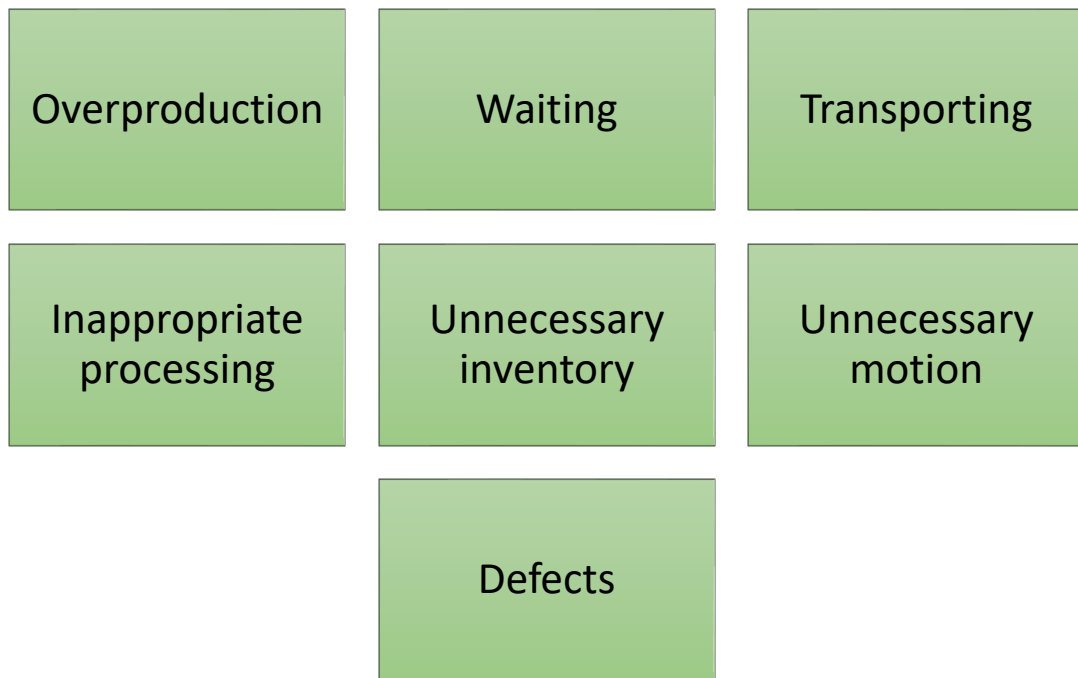 Overproduction
Waiting
Transporting
Inappropriate
processing
Unnecessary
inventory
Unnecessary
motion
Defects